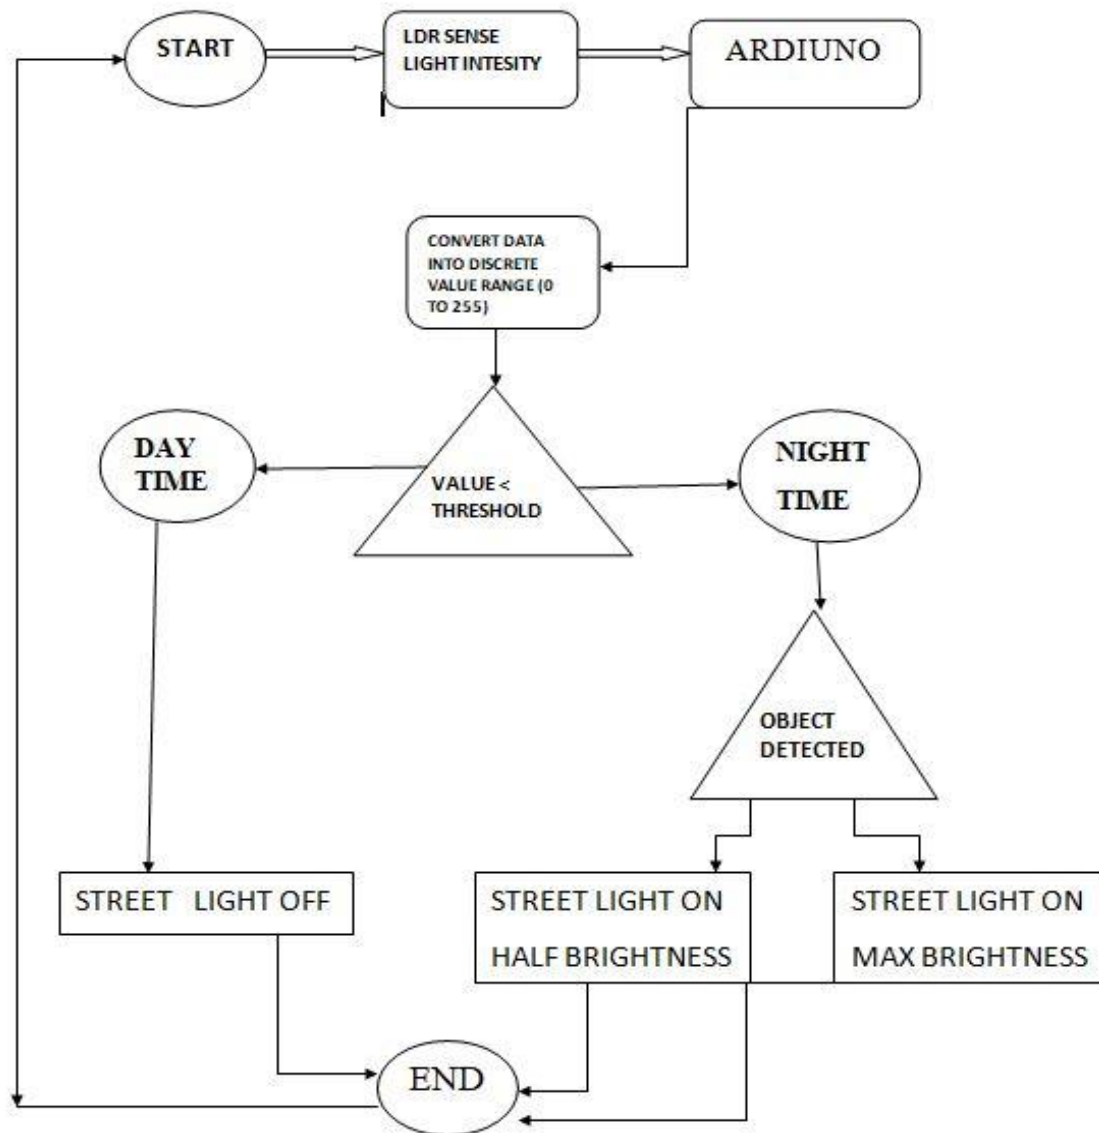 START
LDR SENSE
LIGHT INTESITY
ARDIUNO
CONVERT DATA
INTO DISCRETE
VALUE RANGE (0
TO 255)
DAY
TIME
VALUE <
THRESHOLD
NIGHT
TIME
OBJECT
DETECTED
STREET LIGHT OFF
STREET LIGHT ON
HALF BRIGHTNESS
STREET LIGHT ON
MAX BRIGHTNESS
END